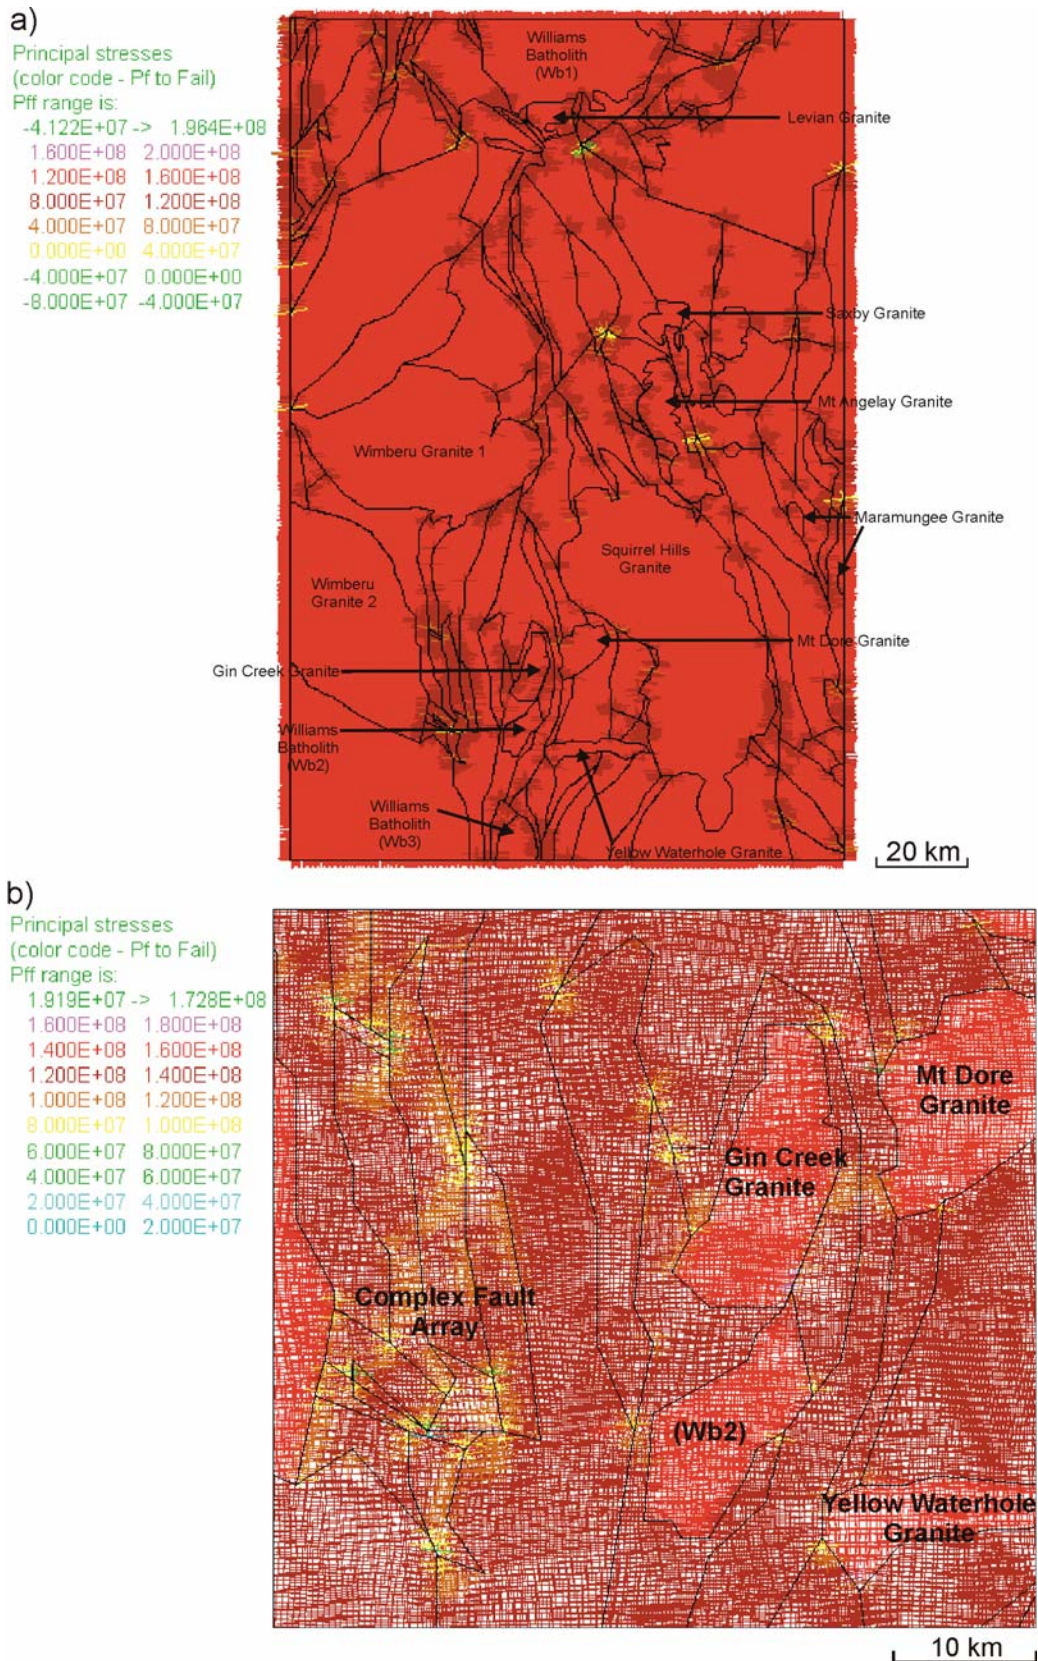 a)
Principal stresses
(color code - Pf to Fail)
Pff range is:
-4.122E+07 -> 1.964E+08
1.600E+08 2.000E+08
1.200E+08 1.600E+08
8.000E+07 1.200E+08
4.000E+07 8.000E+07
0.000E+00 4.000E+07
-4.000E+07 0.000E+00
-8.000E+07 -4.000E+07
Williams
Batholith
(Wb1)
Levian Granite
Saxby Granite
Mt Angelay Granite
Wimberu Granite 1
Maramungee Granite
Squirrel Hills
Granite
Wimberu
Granite 2
Mt Dore Granite
Gin Creek Granite
Williams
Batholith
(Wb2)
Williams
Batholith
(Wb3)
Yellow Waterhole Granite
20 km
b)
Principal stresses
(color code - Pf to Fail)
Pff range is:
1.919E+07 -> 1.728E+08
1.600E+08 1.800E+08
1.400E+08 1.600E+08
1.200E+08 1.400E+08
1.000E+08 1.200E+08
8.000E+07 1.000E+08
6.000E+07 8.000E+07
4.000E+07 6.000E+07
2.000E+07 4.000E+07
0.000E+00 2.000E+07
Mt Dore
Granite
Gin Creek
Granite
Complex Fault
Array
(Wb2)
Yellow Waterhole
Granite
10 km